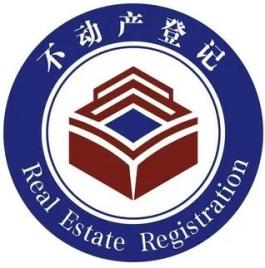 不动产登记
Real Estate Registration